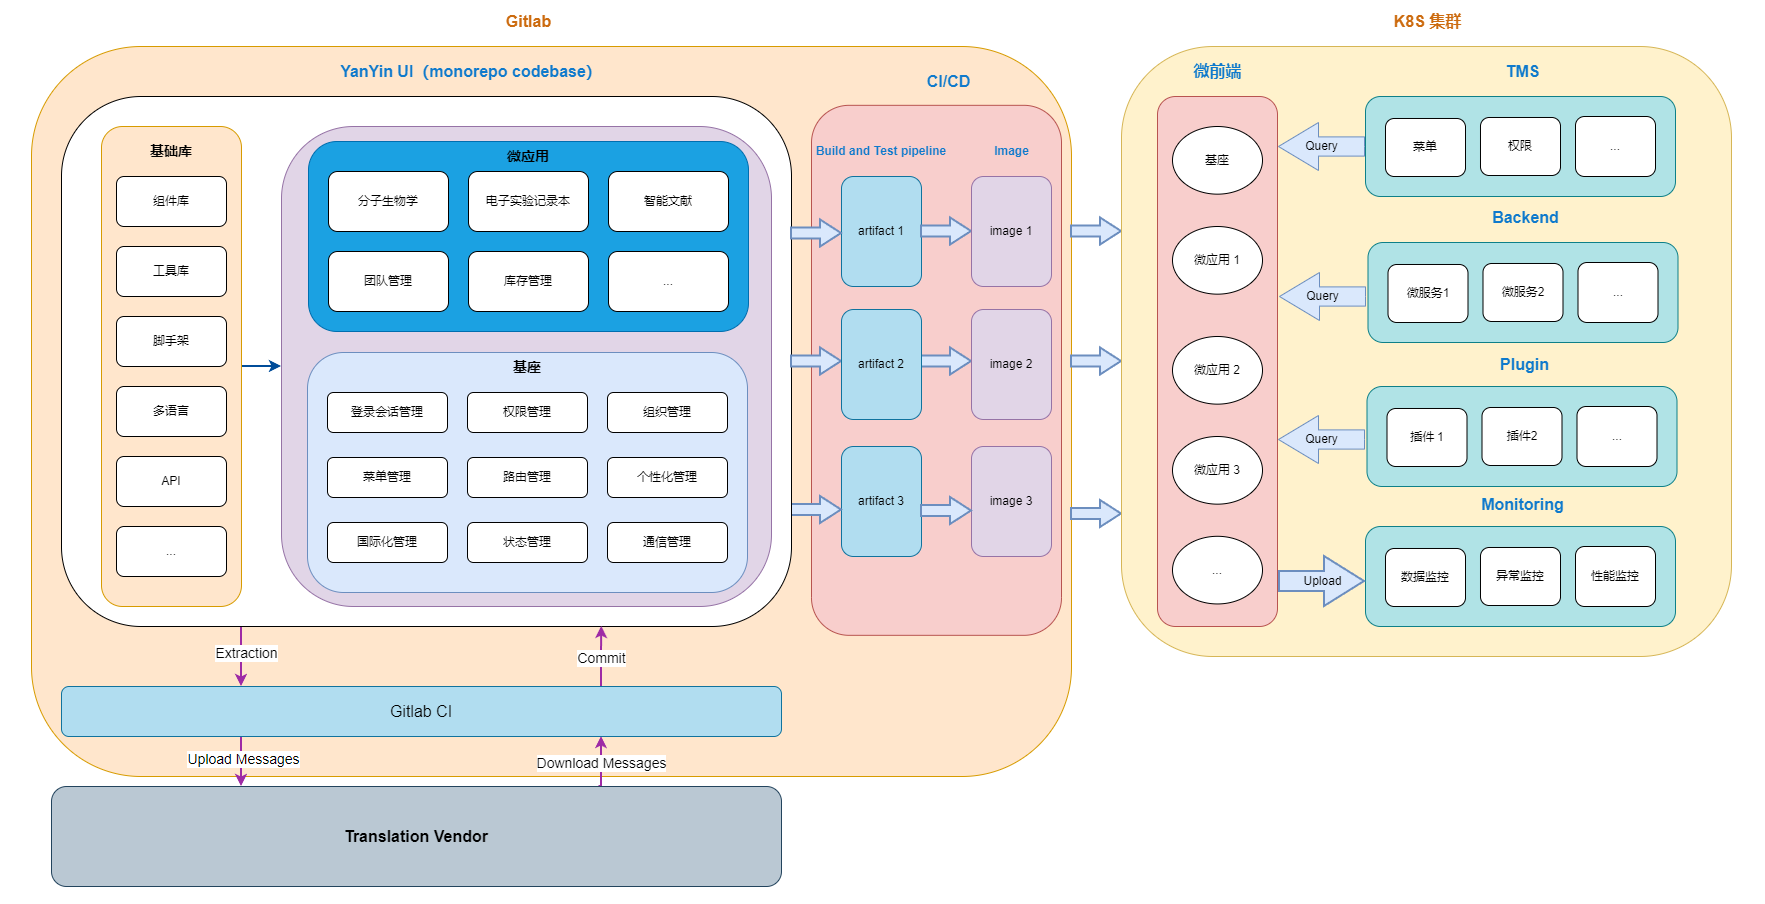 Gitlab
K8S 集群
YanYin UI（monorepo codebase）
CI/CD
微前端
TMS
基础库
组件库
工具库
脚手架
多语言
API
...
微应用
分子生物学
电子实验记录本
智能文献
团队管理
库存管理
...
基座
登录会话管理
权限管理
组织管理
菜单管理
路由管理
个性化管理
国际化管理
状态管理
通信管理
Build and Test pipeline
Image
artifact 1
image 1
artifact 2
image 2
artifact 3
image 3
基座
微应用 1
微应用 2
微应用 3
...
Query
菜单
权限
...
Backend
Query
微服务1
微服务2
...
Plugin
Query
插件 1
插件2
...
Monitoring
Upload
数据监控
异常监控
性能监控
Extraction
Commit
Gitlab CI
Upload Messages
Download Messages
Translation Vendor